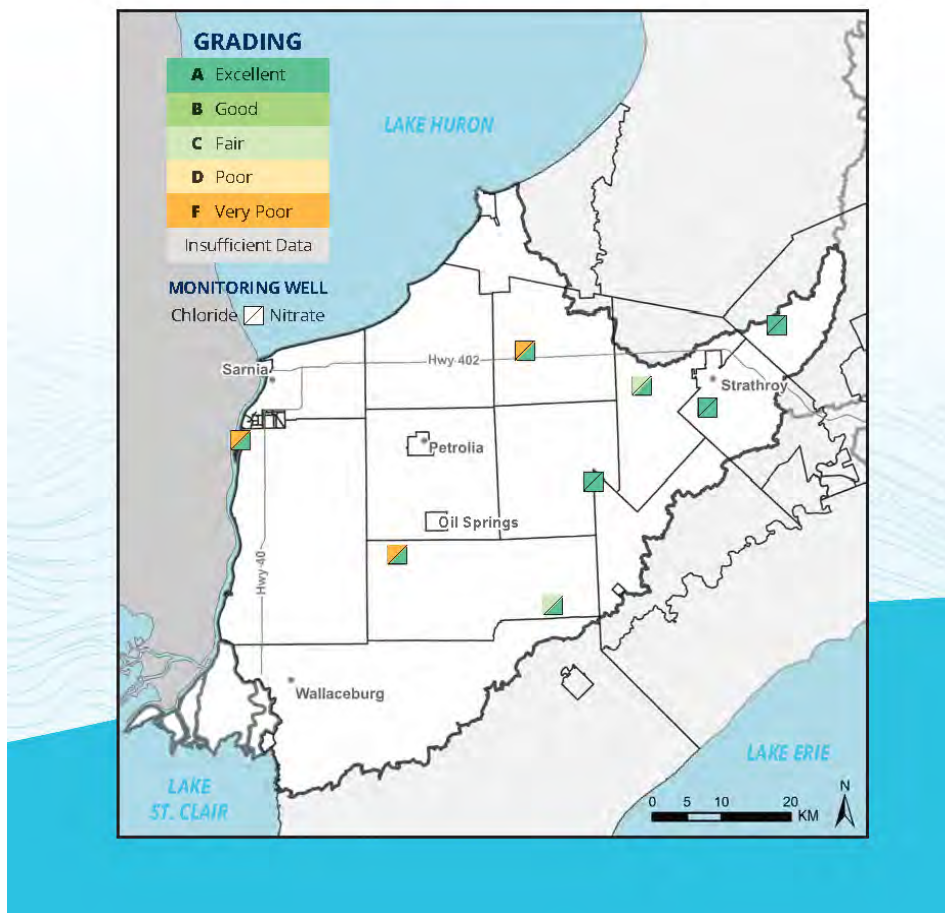 GRADING
A Excellent
B Good
C Fair
D Poor
F Very Poor
Insufficient Data
MONITORING WELL
Chloride Nitrate
LAKE HURON
Hwy 402
Sarnia
Strathroy
Petrolia
Oil Springs
Hwy 40
Wallaceburg
LAKE
ST. CLAIR
LAKE ERIE
N
0 5 10 20
KM